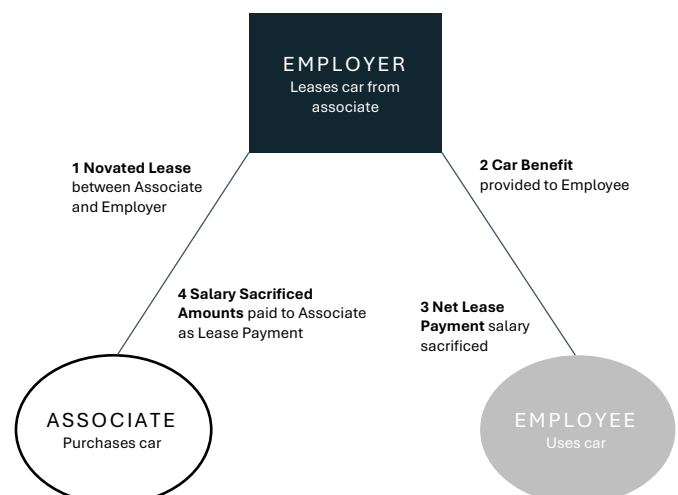 EMPLOYER
Leases car from
associate
1 Novated Lease
between Associate
and Employer
2 Car Benefit
provided to Employee
4 Salary Sacrificed
Amounts paid to Associate
as Lease Payment
3 Net Lease
Payment salary
sacrificed
ASSOCIATE
Purchases car
EMPLOYEE
Uses car